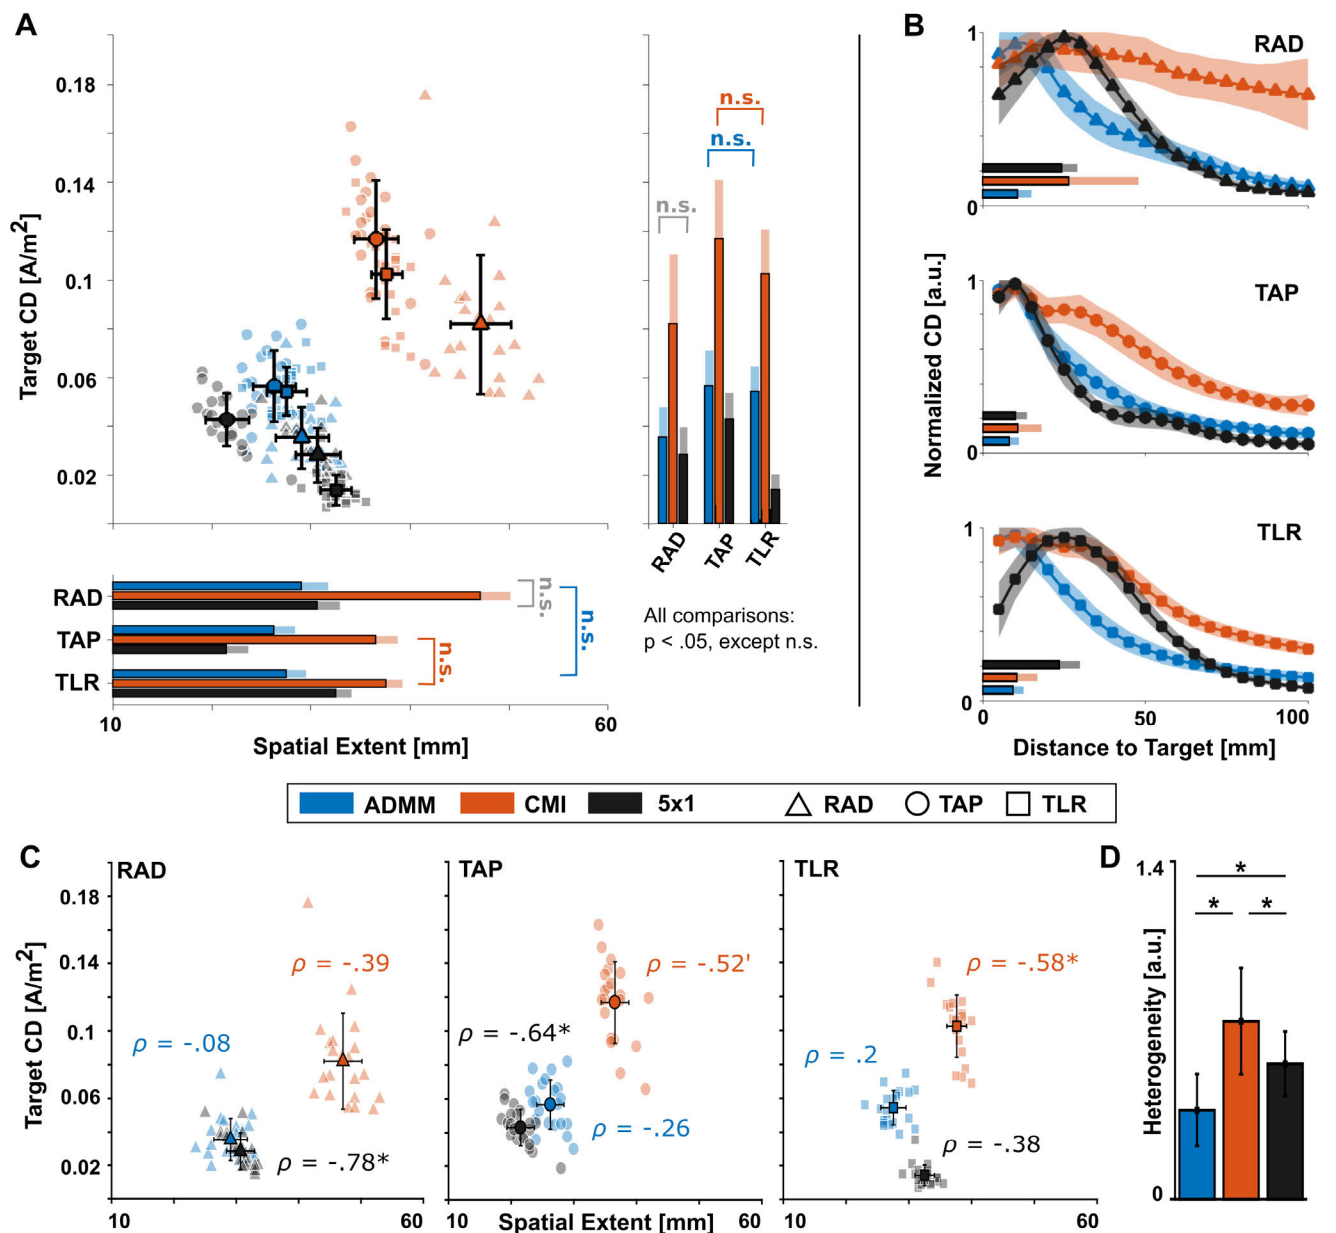 A
B
0.18
0.14
0.1
0.06
0.02
Target CD [A/m²]
n.s.
n.s.
n.s.
RAD
TAP
TLR
All comparisons:
p < .05, except n.s.
RAD
TAP
TLR
n.s.
n.s.
n.s.
10
60
Spatial Extent [mm]
1
RAD
0
1
TAP
0
1
TLR
0
Normalized CD [a.u.]
0
50
100
Distance to Target [mm]
ADMM
CMI
5x1
RAD
TAP
TLR
C
RAD
TAP
TLR
D
0.18
0.14
0.1
0.06
0.02
Target CD [A/m²]
ρ = -.39
ρ = -.08
ρ = -.78*
ρ = -.52'
ρ = -.64*
ρ = -.26
ρ = -.58*
ρ = .2
ρ = -.38
10
60
10
60
10
60
Spatial Extent [mm]
1.4
0
Heterogeneity [a.u.]
*
*
*